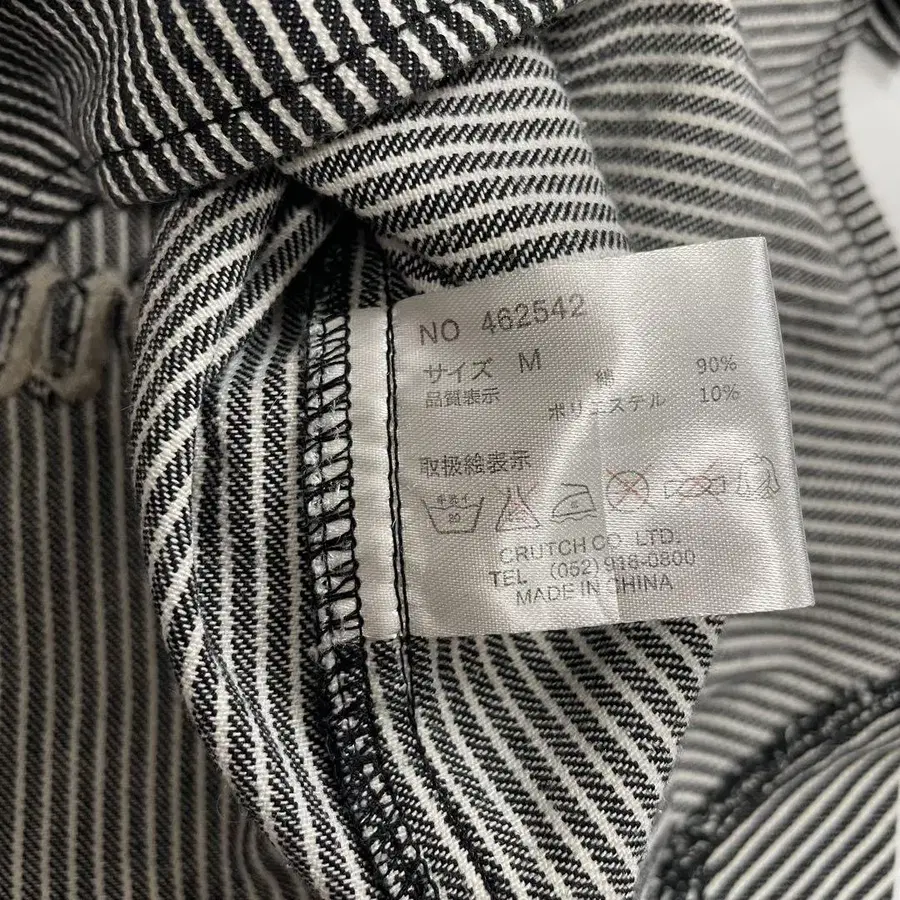 NO 462542
サイズ M
品質表示 綿 90%
ポリエステル 10%
取扱絵表示
CRUTCH CO. LTD.
TEL (052) 918-0800
MADE IN CHINA